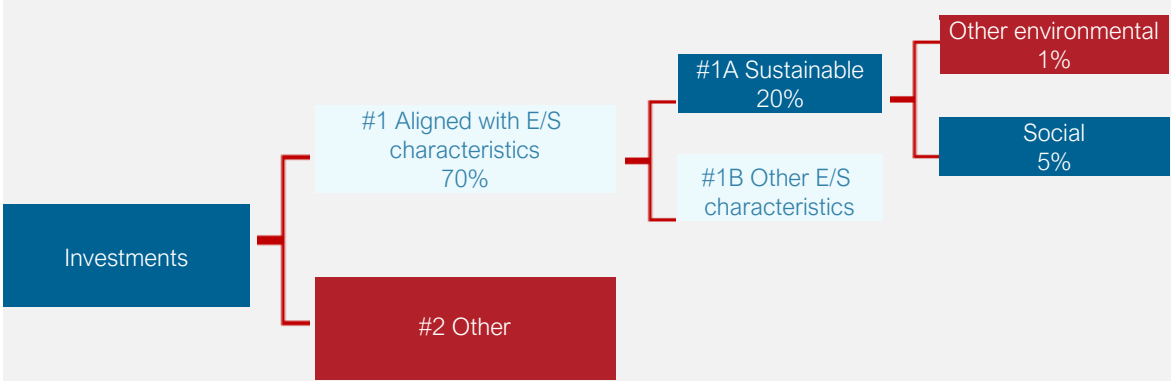 Investments
#1 Aligned with E/S
characteristics
70%
#2 Other
#1A Sustainable
20%
#1B Other E/S
characteristics
Other environmental
1%
Social
5%